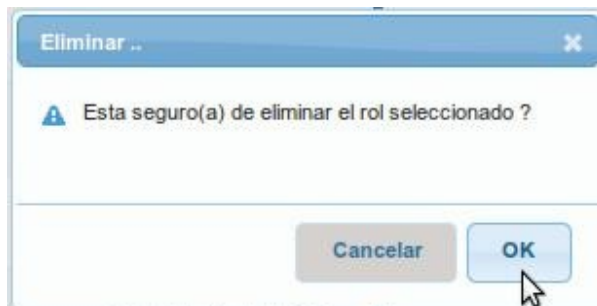 Eliminar ..
Esta seguro(a) de eliminar el rol seleccionado ?
Cancelar
OK